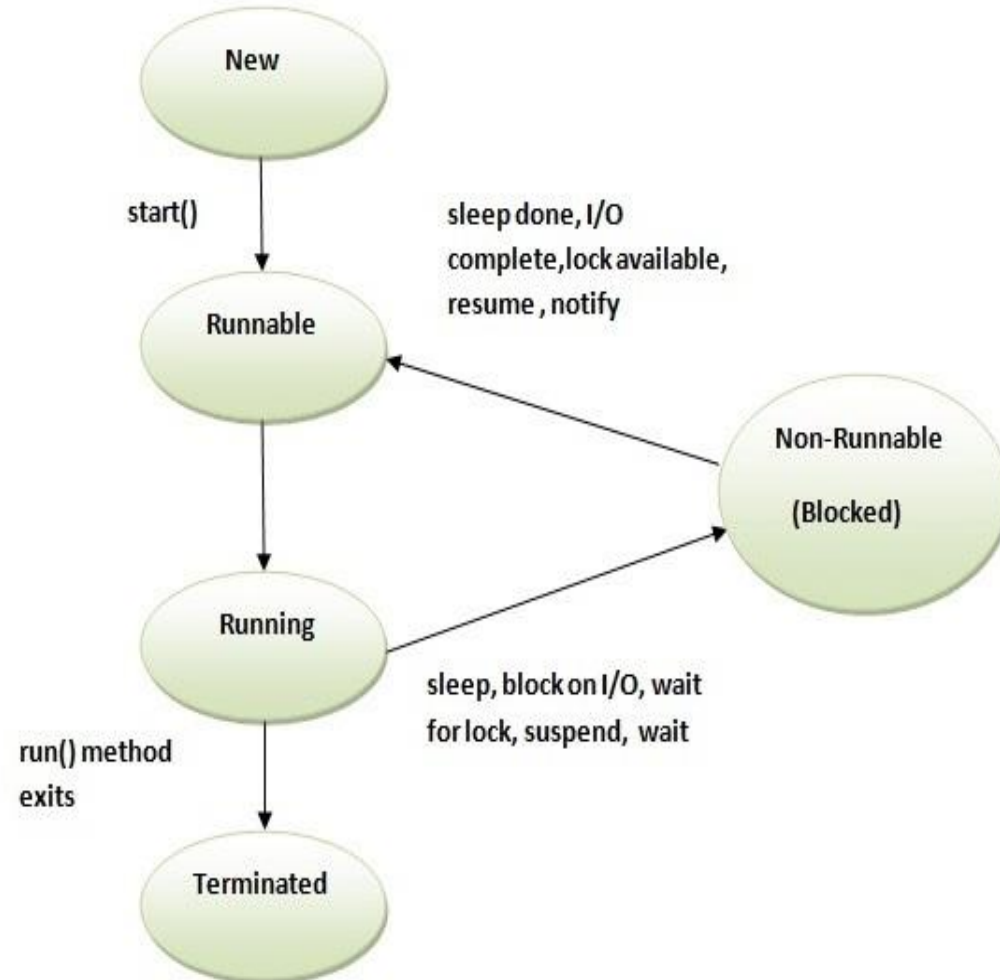 New
start()
sleep done, I/O
complete, lock available,
resume , notify
Runnable
Non-Runnable
(Blocked)
Running
sleep, block on I/O, wait
for lock, suspend, wait
run() method
exits
Terminated